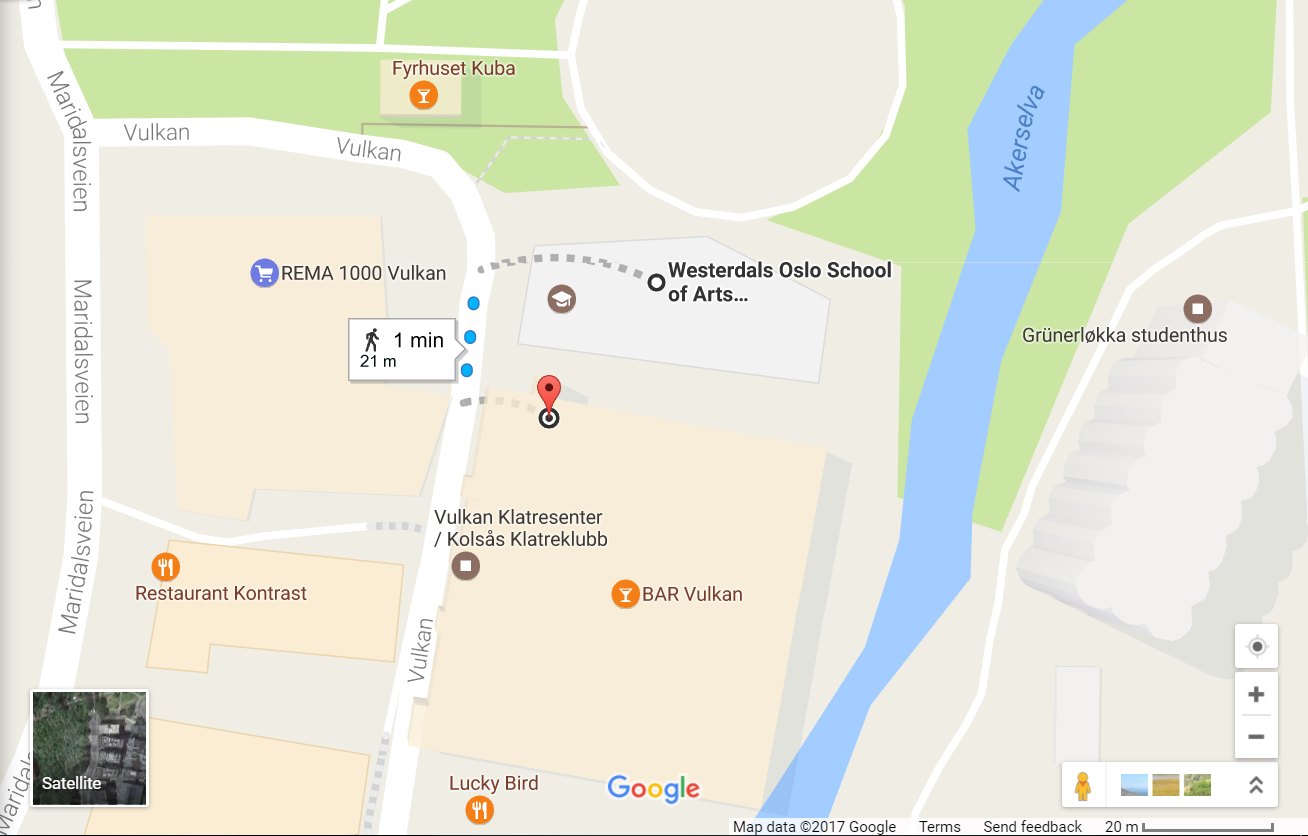 n
Fyrhuset Kuba
Maridalsveien
Vulkan
Vulkan
Akerselva
REMA 1000 Vulkan
Westerdals Oslo School
of Arts...
Maridalsveien
1 min
21 m
Grünerløkka studenthus
Maridalsveien
Vulkan Klatresenter
/ Kolsås Klatreklubb
Restaurant Kontrast
BAR Vulkan
Vulkan
Maridalsveien
Satellite
Lucky Bird
Google
Map data ©2017 Google Terms Send feedback 20 m